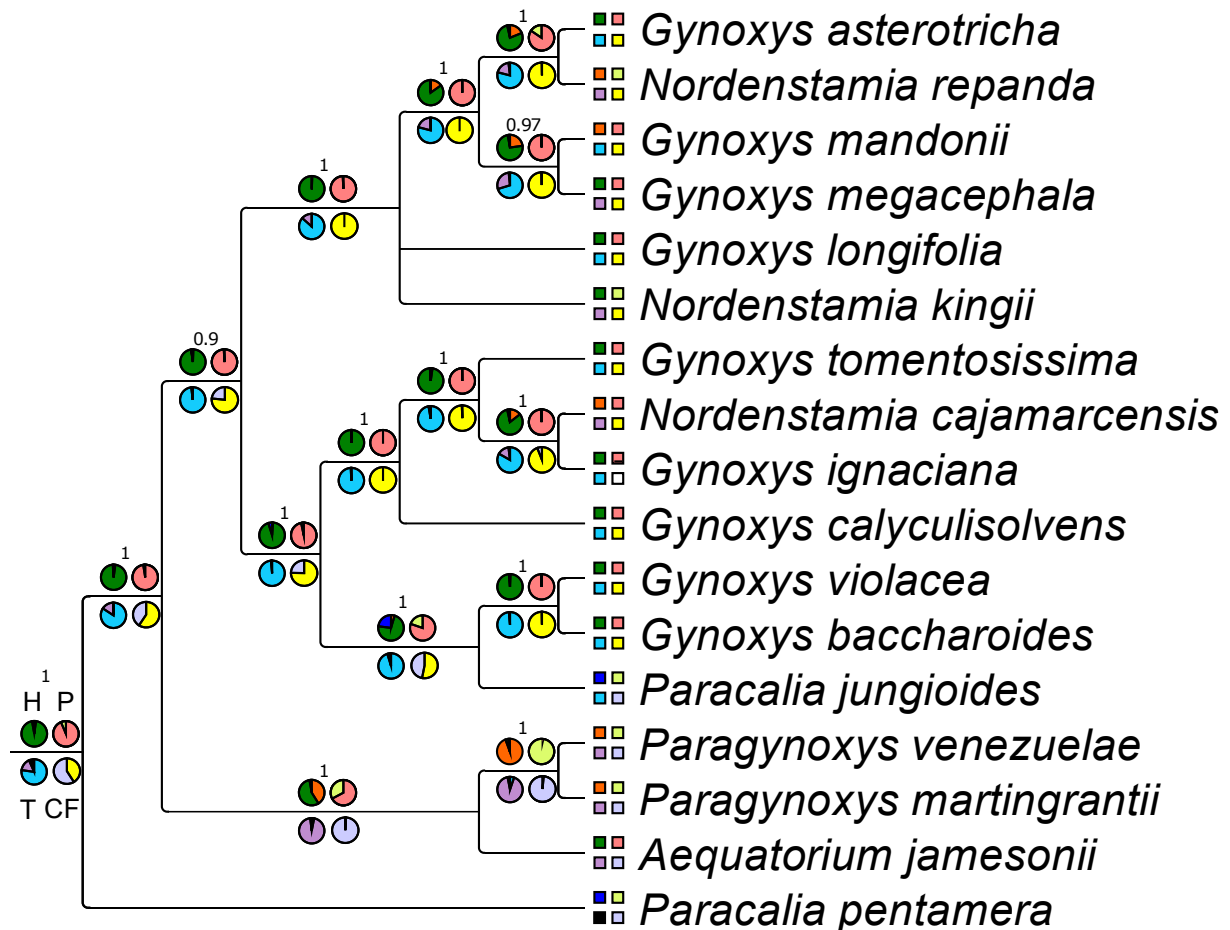 1
Gynoxys asterotricha
1
Nordenstamia repanda
0.97
Gynoxys mandonii
1
Gynoxys megacephala
Gynoxys longifolia
Nordenstamia kingii
0.9
1
Gynoxys tomentosissima
1
Nordenstamia cajamarcensis
Gynoxys ignaciana
1
Gynoxys calyculisolvens
1
1
Gynoxys violacea
1
Gynoxys baccharoides
1
H P
Paracalia jungioides
1
Paragynoxys venezuelae
1
T CF
Paragynoxys martingrantii
Aequatorium jamesonii
Paracalia pentamera